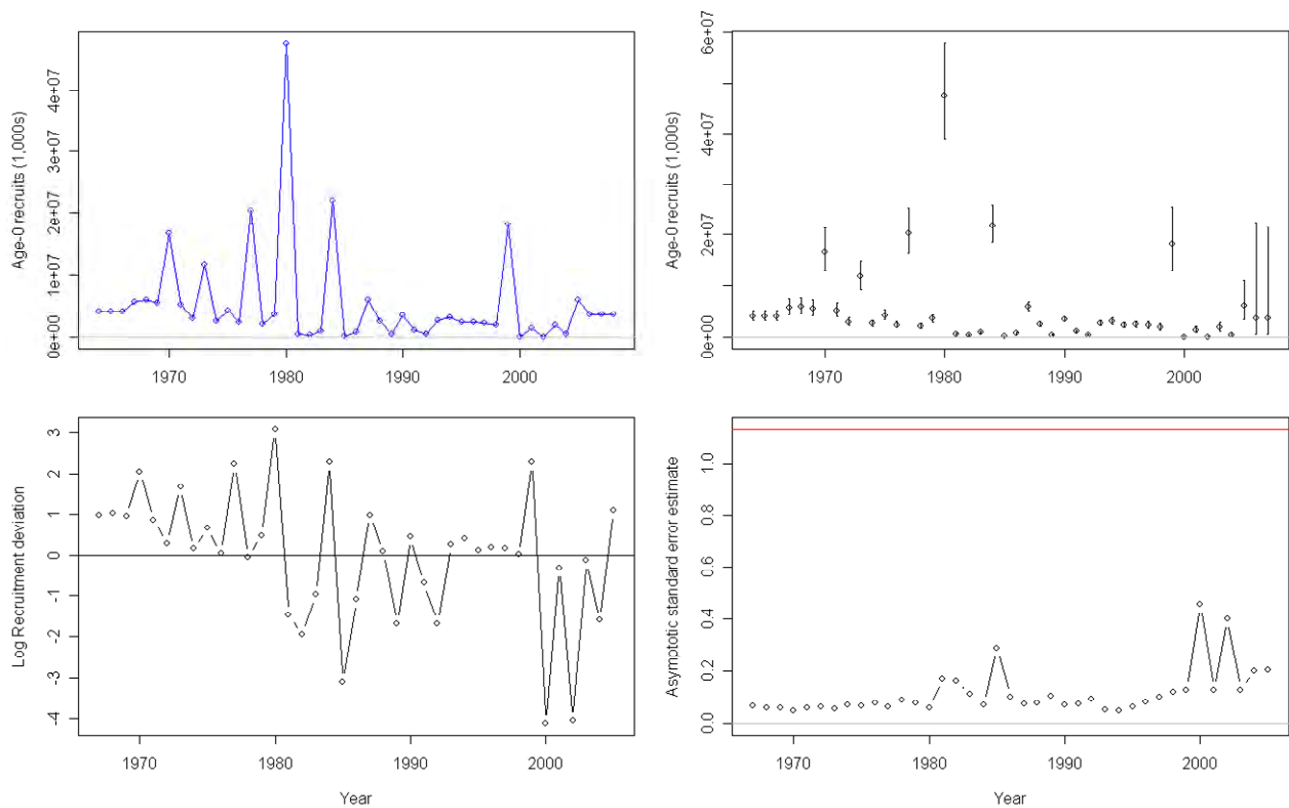 Age-0 recruits (1,000s)
0e+00 1e+07 2e+07 3e+07 4e+07
1970 1980 1990 2000
Age-0 recruits (1,000s)
0e+00 2e+07 4e+07 6e+07
1970 1980 1990 2000
Log Recruitment deviation
-4 -3 -2 -1 0 1 2 3
1970 1980 1990 2000
Year
Asymptotic standard error estimate
0.0 0.2 0.4 0.6 0.8 1.0
1970 1980 1990 2000
Year